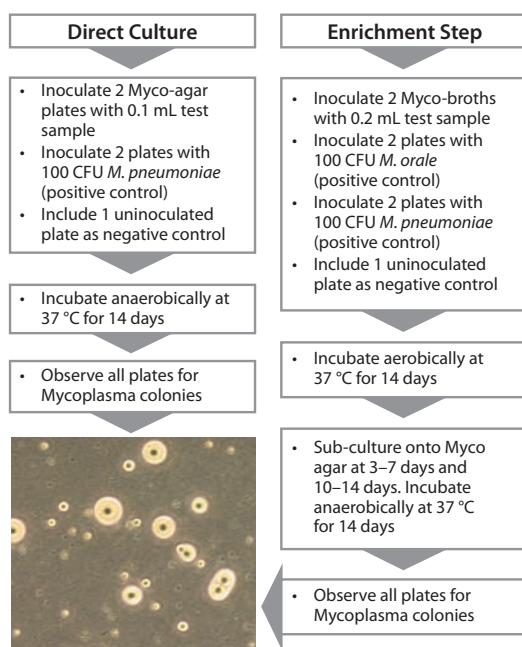 Direct Culture
• Inoculate 2 Myco-agar
plates with 0.1 mL test
sample
• Inoculate 2 plates with
100 CFU M. pneumoniae
(positive control)
• Include 1 uninoculated
plate as negative control
• Incubate anaerobically at
37 °C for 14 days
• Observe all plates for
Mycoplasma colonies
Enrichment Step
• Inoculate 2 Myco-broths
with 0.2 mL test sample
• Inoculate 2 plates with
100 CFU M. orale
(positive control)
• Inoculate 2 plates with
100 CFU M. pneumoniae
(positive control)
• Include 1 uninoculated
plate as negative control
• Incubate aerobically at
37 °C for 14 days
• Sub-culture onto Myco
agar at 3–7 days and
10–14 days. Incubate
anaerobically at 37 °C
for 14 days
• Observe all plates for
Mycoplasma colonies